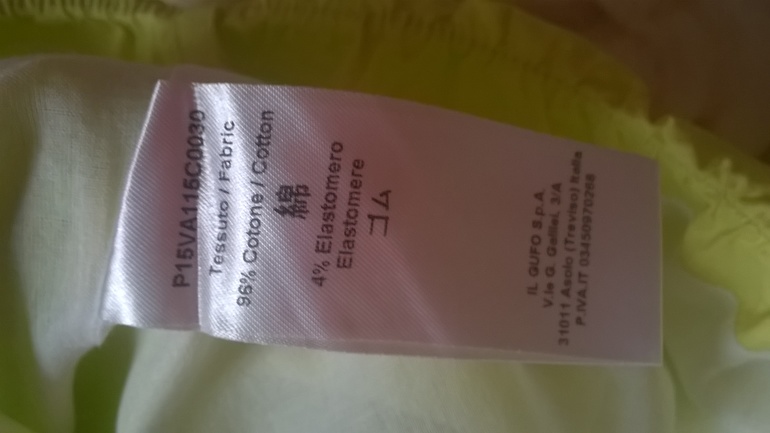 P15VA115C0030
Tessuto / Fabric
96% Cotone / Cotton
綿
4% Elastomero
Elastomere
ゴム
IL GUFO S.p.A.
V.le G. Galilei, 3/A
31011 Asolo (Treviso) Italia
P.IVA.IT 03450970268